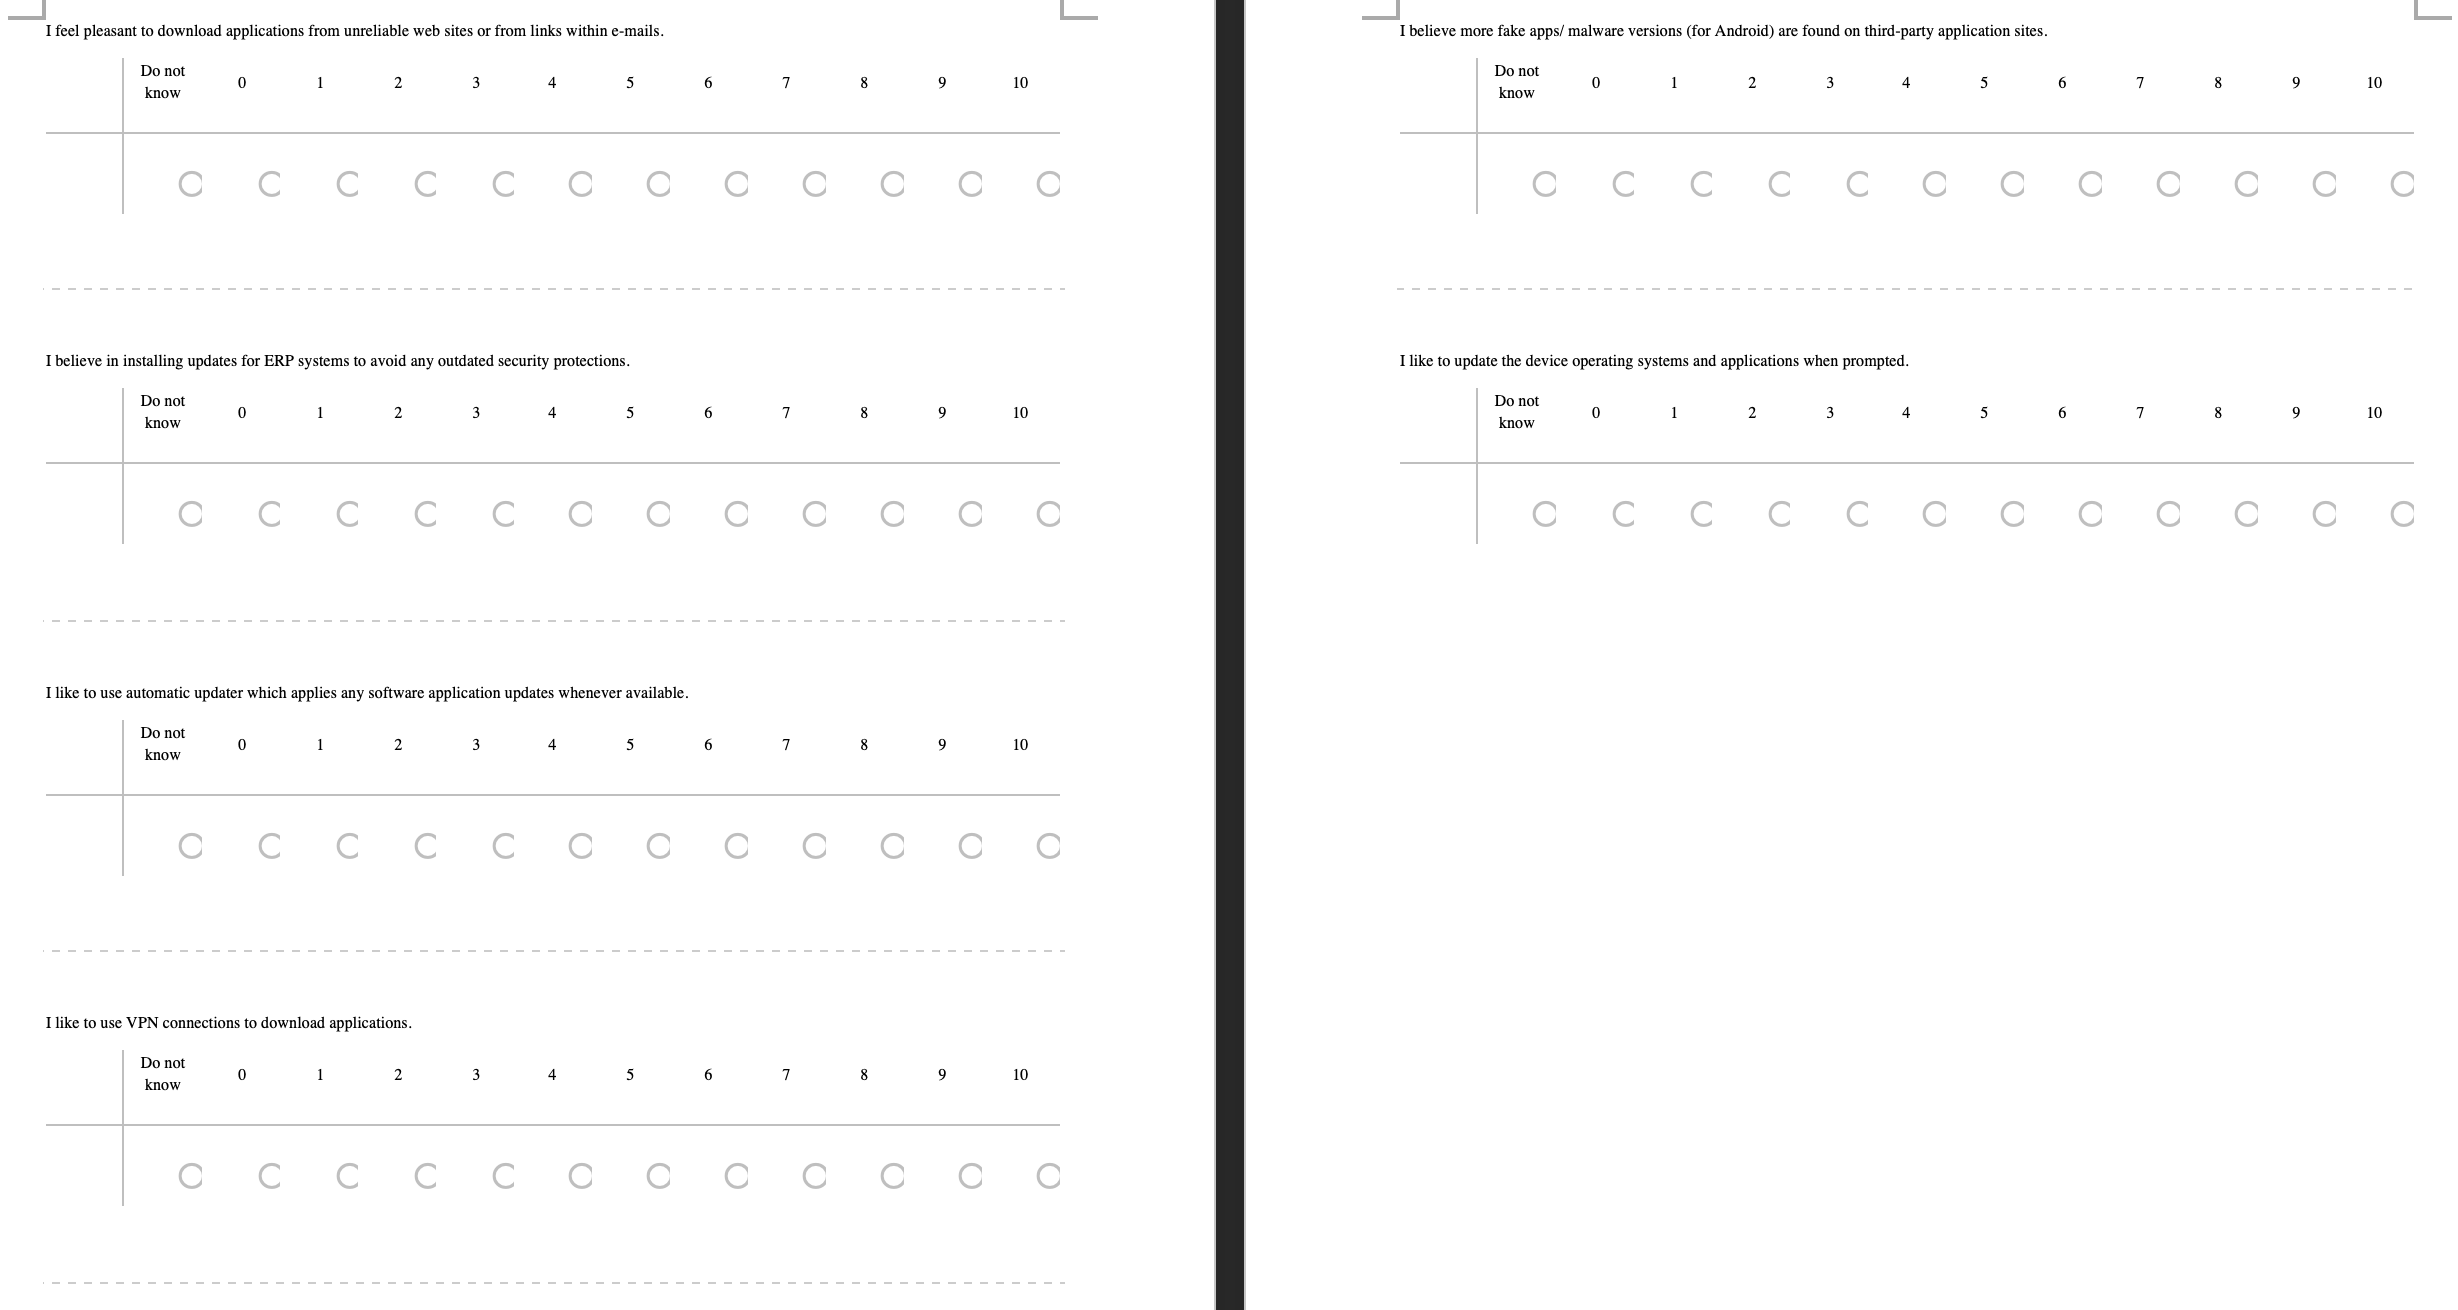 I feel pleasant to download applications from unreliable web sites or from links within e-mails.
Do not know 0 1 2 3 4 5 6 7 8 9 10
I believe in installing updates for ERP systems to avoid any outdated security protections.
Do not know 0 1 2 3 4 5 6 7 8 9 10
I like to use automatic updater which applies any software application updates whenever available.
Do not know 0 1 2 3 4 5 6 7 8 9 10
I like to use VPN connections to download applications.
Do not know 0 1 2 3 4 5 6 7 8 9 10
I believe more fake apps/ malware versions (for Android) are found on third-party application sites.
Do not know 0 1 2 3 4 5 6 7 8 9 10
I like to update the device operating systems and applications when prompted.
Do not know 0 1 2 3 4 5 6 7 8 9 10